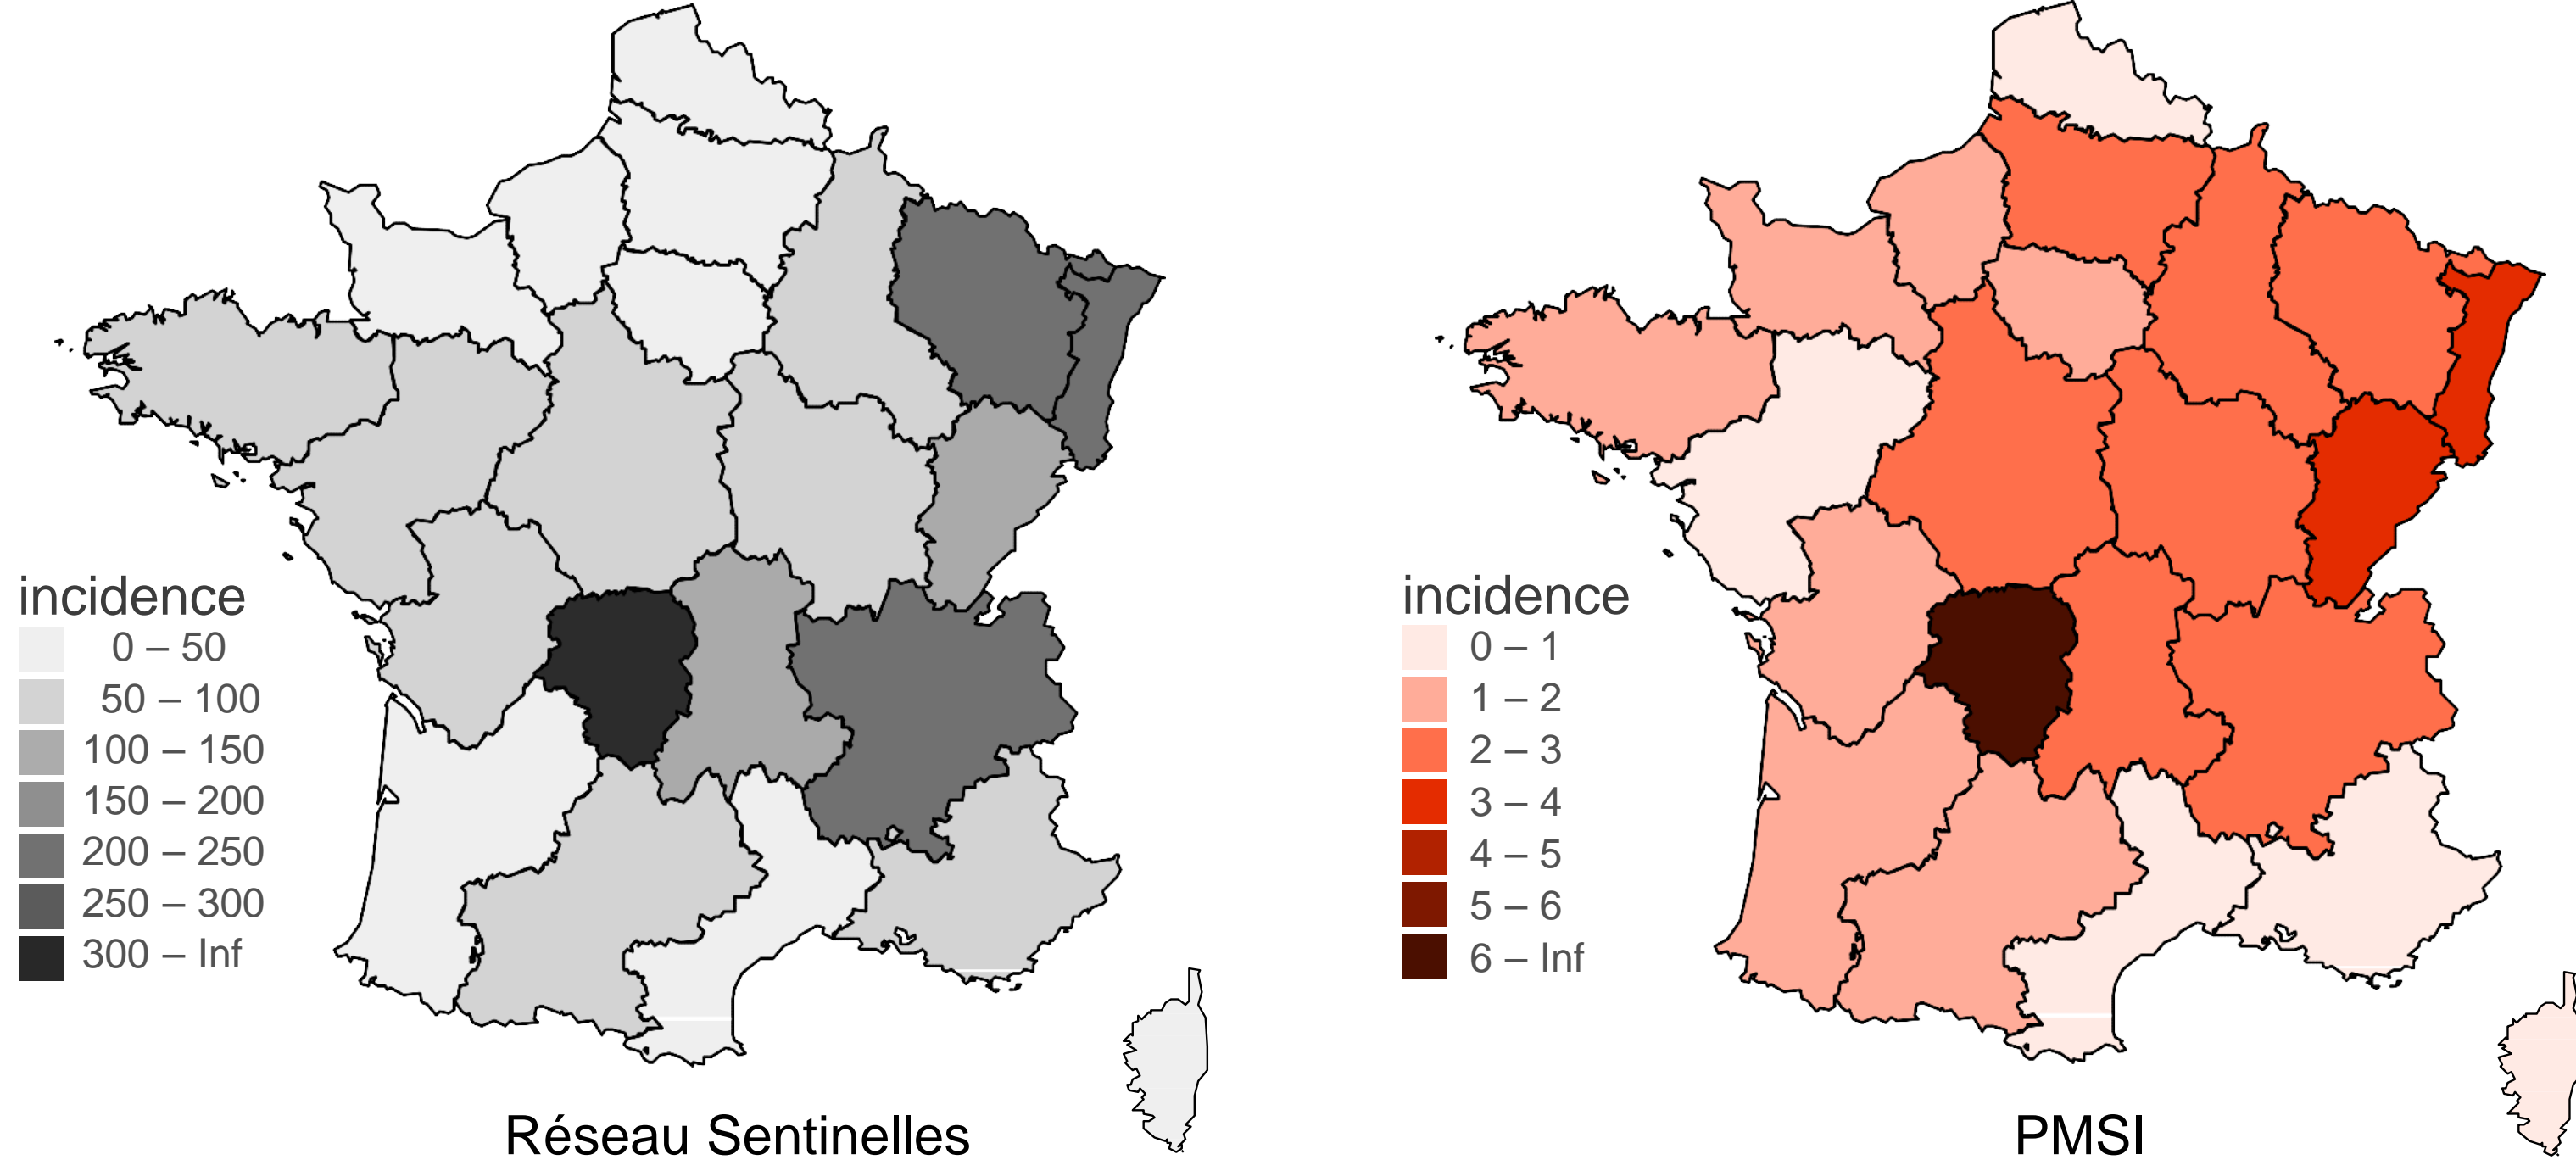 incidence
0 – 50
50 – 100
100 – 150
150 – 200
200 – 250
250 – 300
300 – Inf
Réseau Sentinelles
incidence
0 – 1
1 – 2
2 – 3
3 – 4
4 – 5
5 – 6
6 – Inf
PMSI